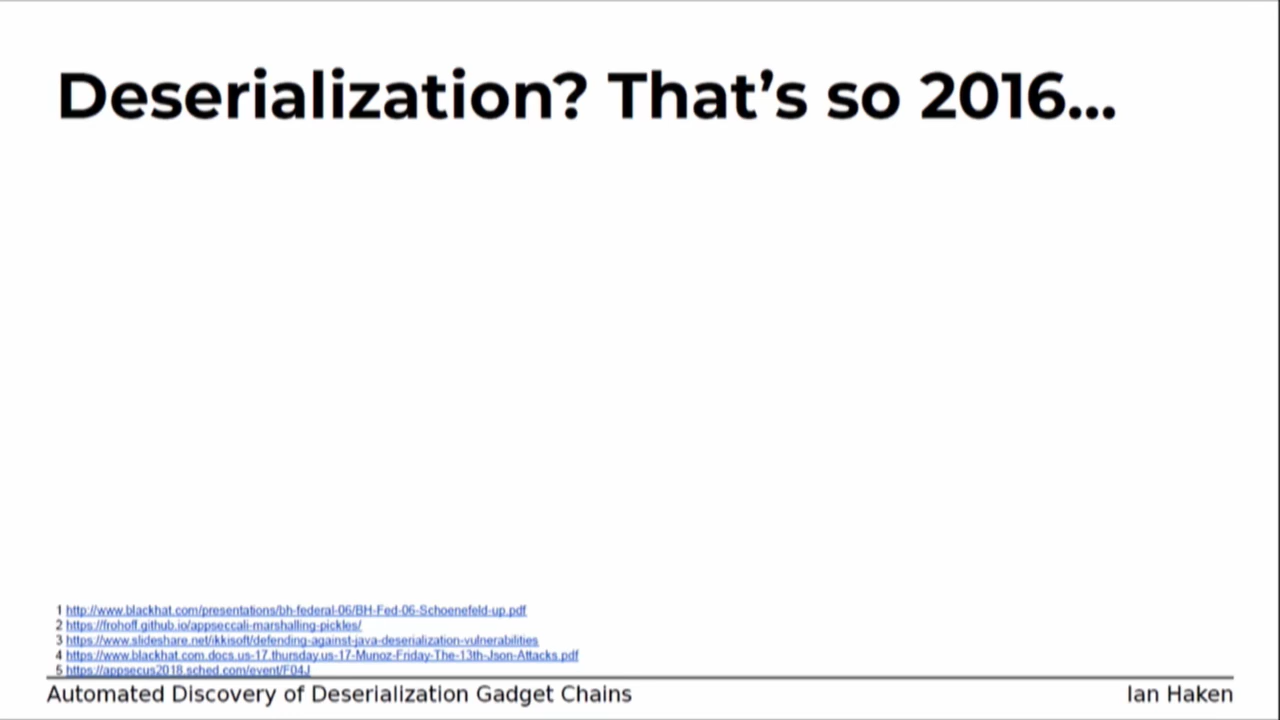 Deserialization? That’s so 2016...
1 http://www.blackhat.com/presentations/bh-federal-06/BH-Fed-06-Schoenefeld-up.pdf
2 https://frohoff.github.io/appseccali-marshalling-pickles/
3 https://www.slideshare.net/ikkisoft/defending-against-java-deserialization-vulnerabilities
4 https://www.blackhat.com.docs.us-17.thursday.us-17-Munoz-Friday-The-13th-Json-Attacks.pdf
5 https://appsecus2018.sched.com/event/F04J
Automated Discovery of Deserialization Gadget Chains
Ian Haken